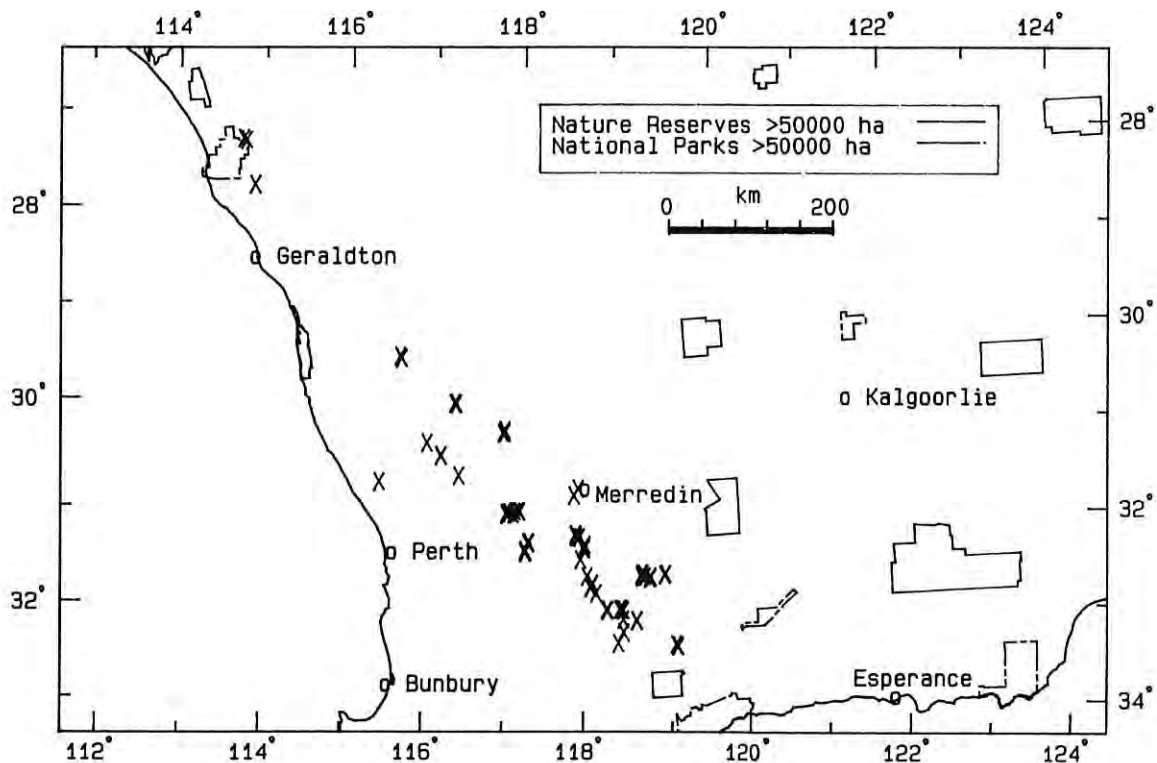 114° 116° 118° 120° 122° 124°
Nature Reserves >50000 ha
National Parks >50000 ha
28°
28°
km
0 200
Geraldton
30°
30°
Kalgoorlie
Merredin
32°
Perth
32°
Esperance
Bunbury
34°
112° 114° 116° 118° 120° 122° 124°